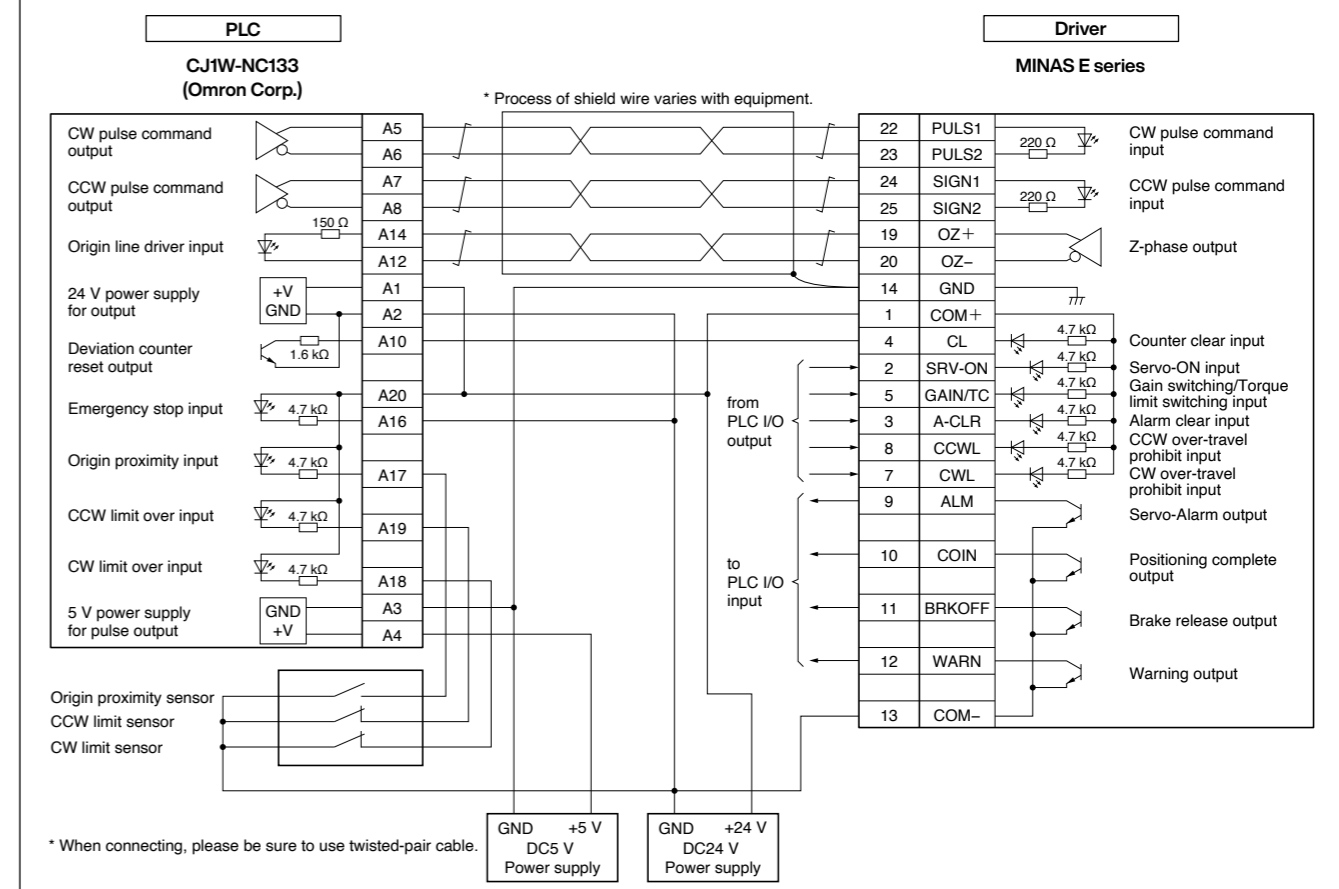 PLC
Driver
CJ1W-NC133
(Omron Corp.)
MINAS E series
* Process of shield wire varies with equipment.
CW pulse command
output
A5
A6
22 PULS1
23 PULS2
220 Ω
CW pulse command
input
CCW pulse command
output
A7
A8
24 SIGN1
25 SIGN2
220 Ω
CCW pulse command
input
Origin line driver input
150 Ω
A14
A12
19 OZ+
20 OZ−
Z-phase output
24 V power supply
for output
+V
GND
A1
A2
14 GND
1 COM+
Deviation counter
reset output
1.6 kΩ
A10
4 CL
4.7 kΩ
Counter clear input
2 SRV-ON
4.7 kΩ
Servo-ON input
Emergency stop input
4.7 kΩ
A20
A16
from
PLC I/O
output
5 GAIN/TC
4.7 kΩ
Gain switching/Torque
limit switching input
3 A-CLR
4.7 kΩ
Alarm clear input
Origin proximity input
4.7 kΩ
A17
8 CCWL
4.7 kΩ
CCW over-travel
prohibit input
7 CWL
4.7 kΩ
CW over-travel
prohibit input
CCW limit over input
4.7 kΩ
A19
9 ALM
Servo-Alarm output
CW limit over input
4.7 kΩ
A18
to
PLC I/O
input
10 COIN
Positioning complete
output
5 V power supply
for pulse output
GND
+V
A3
A4
11 BRKOFF
Brake release output
12 WARN
Warning output
13 COM−
Origin proximity sensor
CCW limit sensor
CW limit sensor
* When connecting, please be sure to use twisted-pair cable.
GND +5 V
DC5 V
Power supply
GND +24 V
DC24 V
Power supply